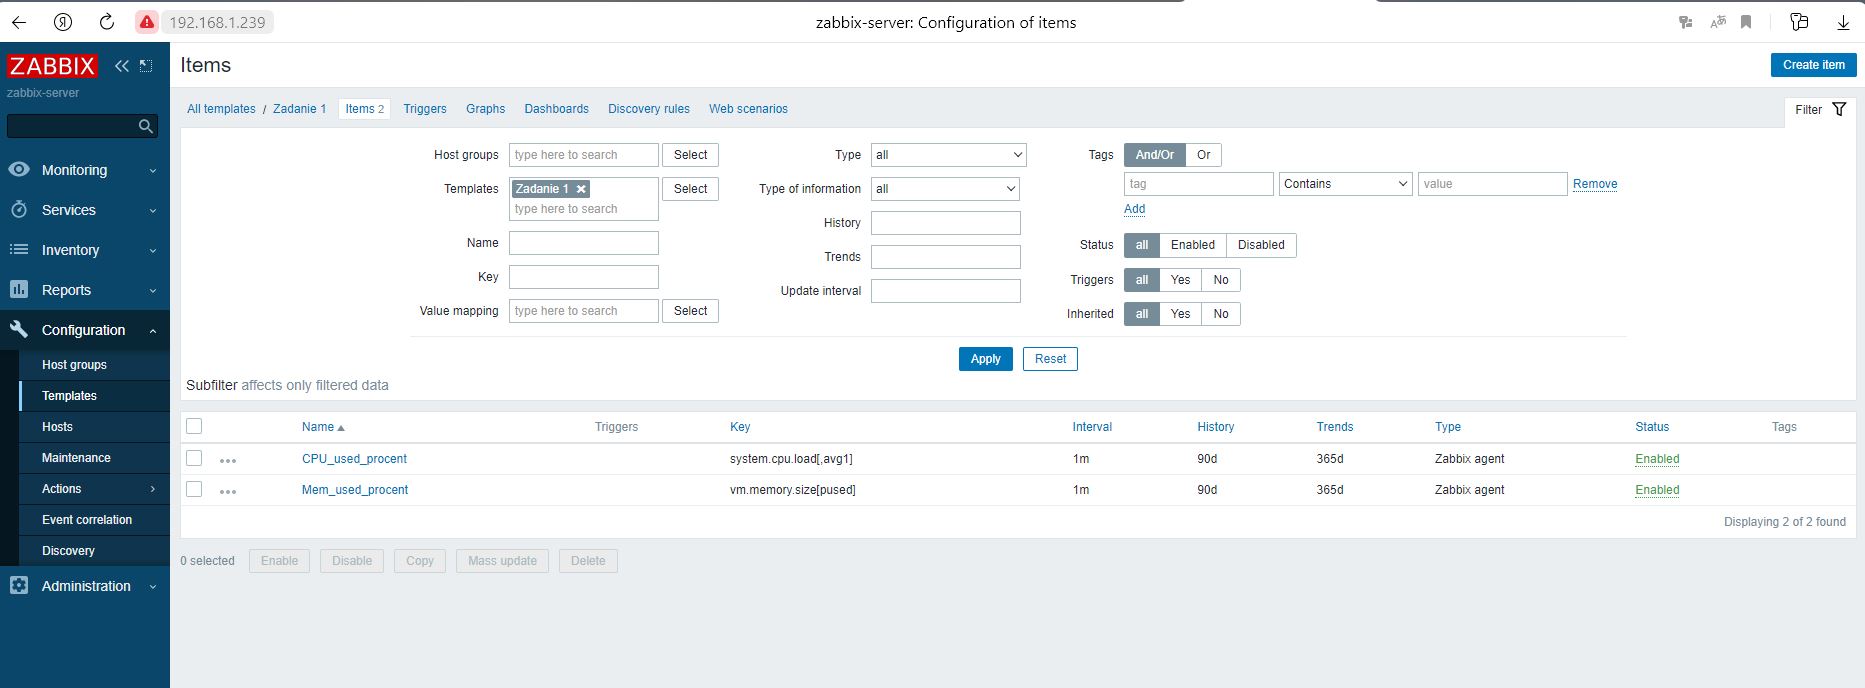 192.168.1.239
zabbix-server: Configuration of items
ZABBIX
zabbix-server
Monitoring
Services
Inventory
Reports
Configuration
Host groups
Templates
Hosts
Maintenance
Actions
Event correlation
Discovery
Administration
Items
Create item
All templates / Zadanie 1 Items 2 Triggers Graphs Dashboards Discovery rules Web scenarios
Filter
Host groups type here to search Select
Templates Zadanie 1 Select
type here to search
Name
Key
Value mapping type here to search Select
Type all
Type of information all
History
Trends
Update interval
Tags And/Or Or
tag Contains value Remove
Add
Status all Enabled Disabled
Triggers all Yes No
Inherited all Yes No
Apply Reset
Subfilter affects only filtered data
Name Triggers Key Interval History Trends Type Status Tags
CPU_used_procent system.cpu.load[,avg1] 1m 90d 365d Zabbix agent Enabled
Mem_used_procent vm.memory.size[pused] 1m 90d 365d Zabbix agent Enabled
Displaying 2 of 2 found
0 selected Enable Disable Copy Mass update Delete